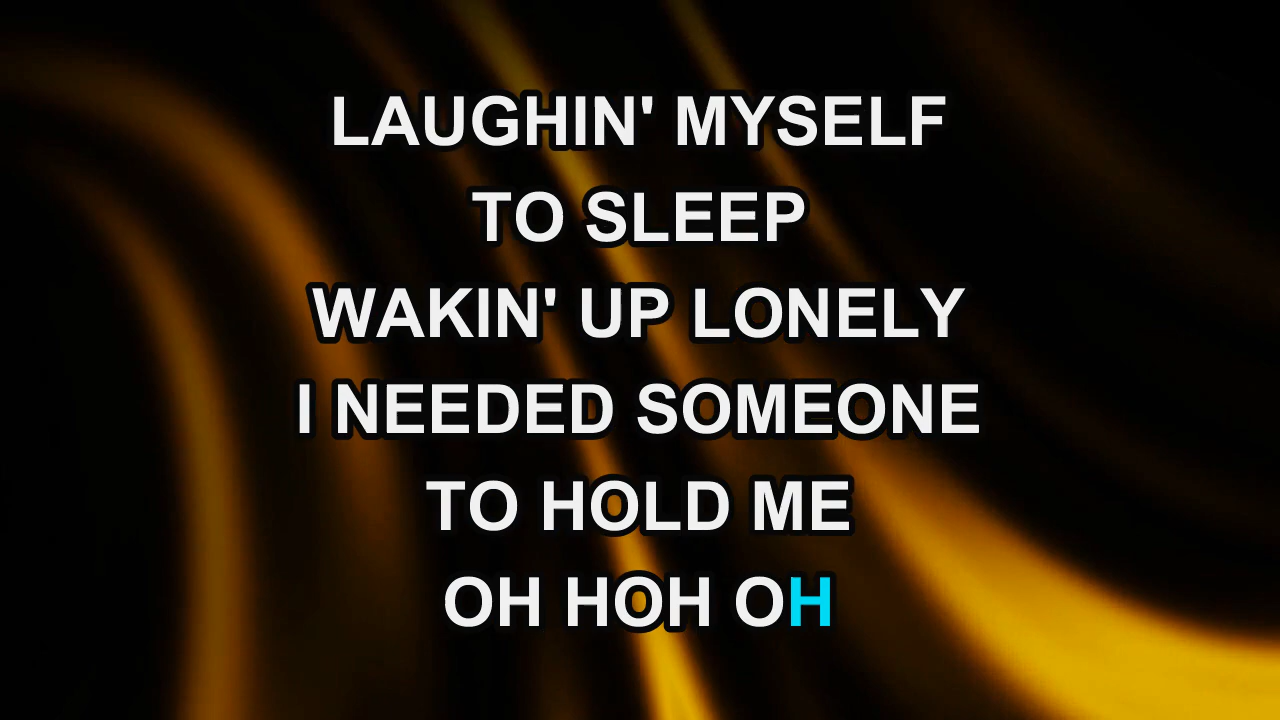 LAUGHIN' MYSELF
TO SLEEP
WAKIN' UP LONELY
I NEEDED SOMEONE
TO HOLD ME
OH HOH OH